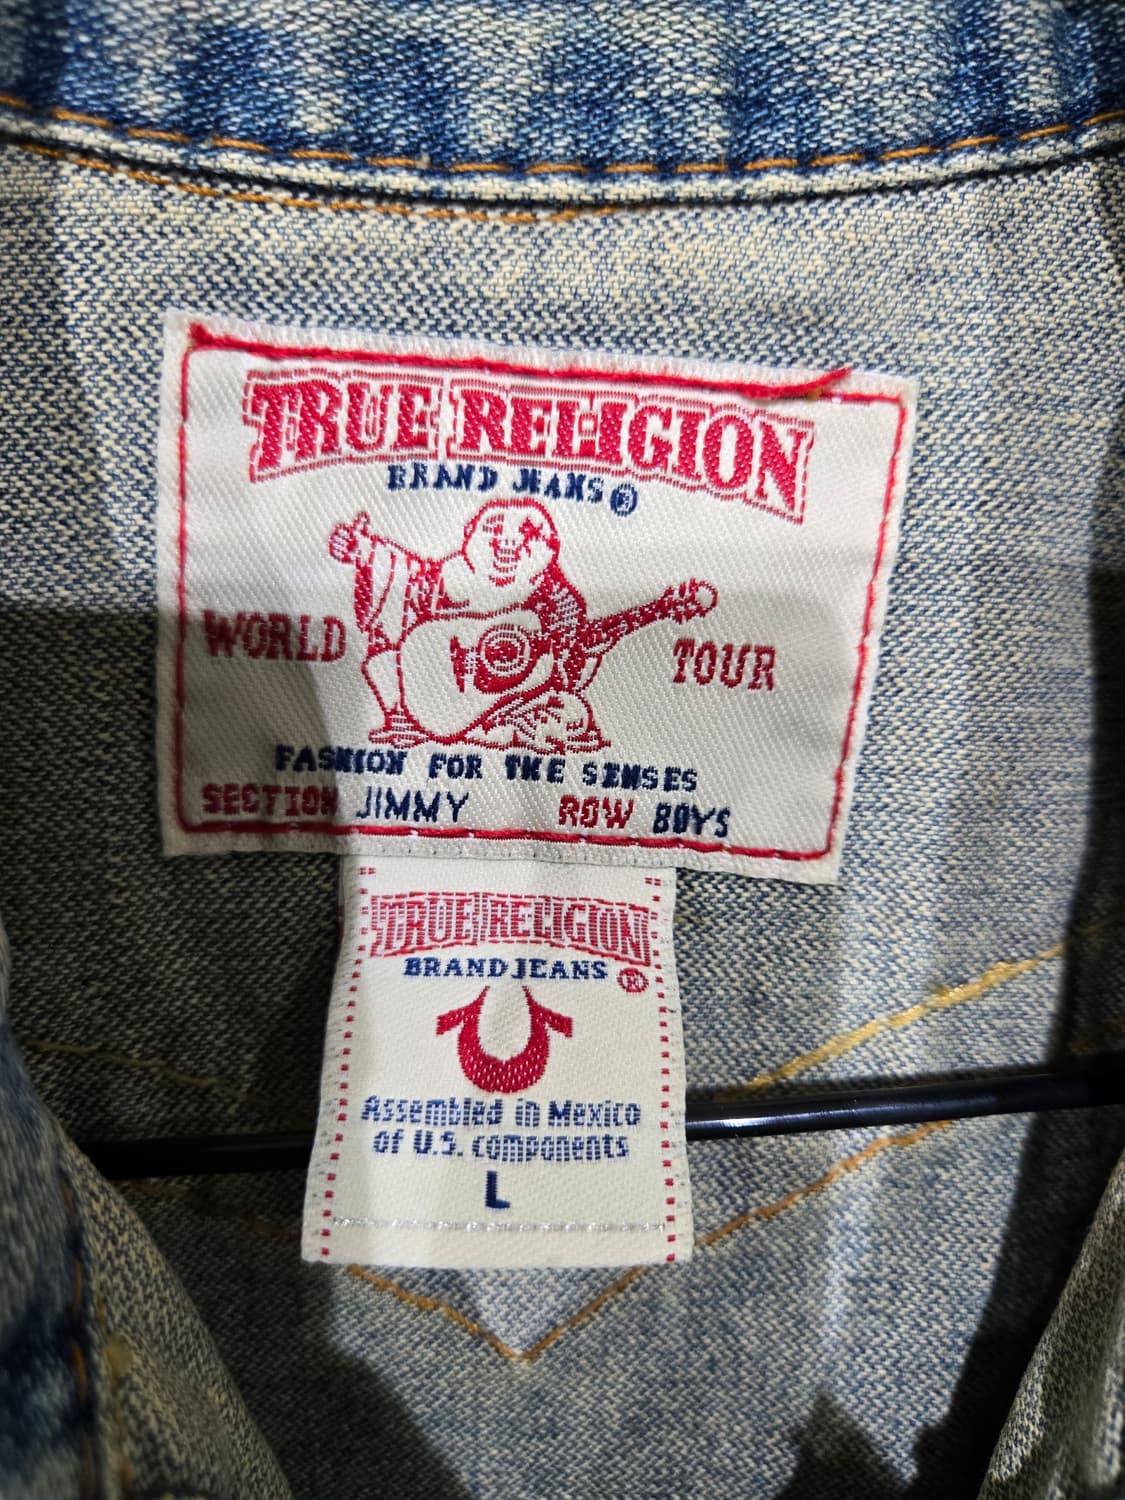 TRUE RELIGION
BRAND JEANS ®
WORLD TOUR
FASHION FOR THE SENSES
SECTION JIMMY ROW BOYS
TRUE RELIGION
BRAND JEANS ®
Assembled in Mexico
of U.S. components
L